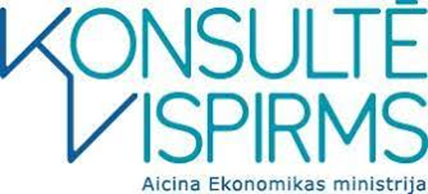 KONSULTĒ
VISPIRMS
Aicina Ekonomikas ministrija